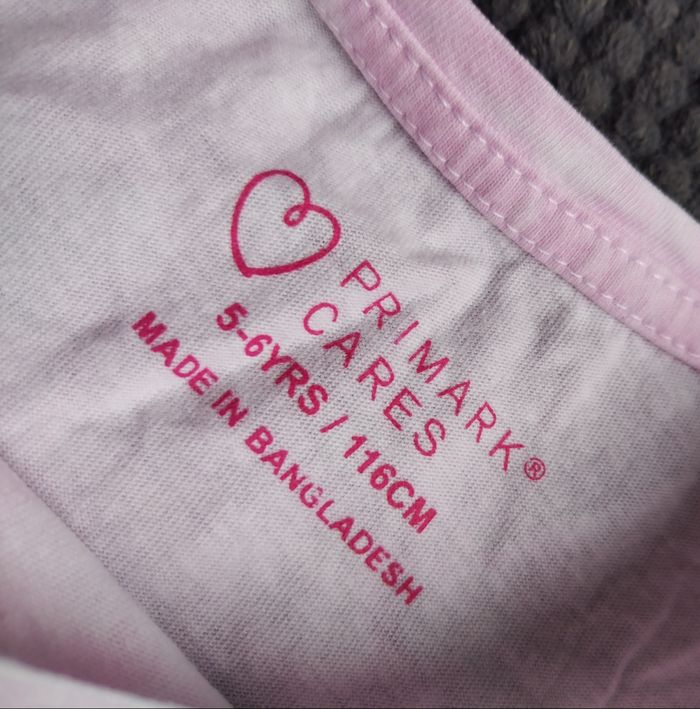 PRIMARK®
CARES
5-6YRS / 116CM
MADE IN BANGLADESH